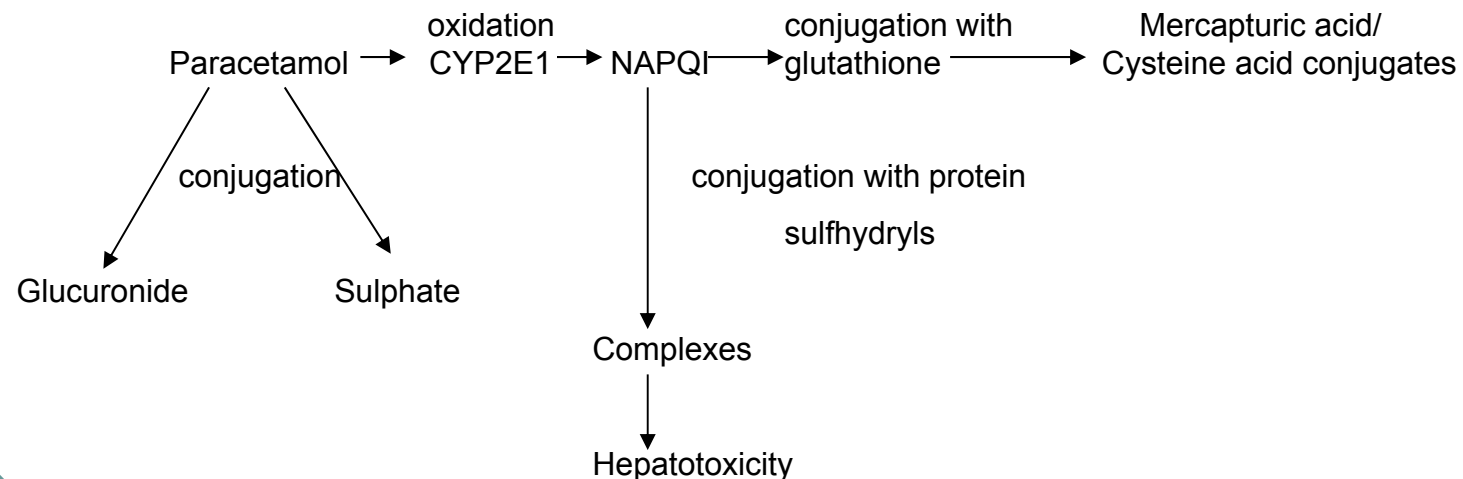 oxidation
conjugation with
Mercapturic acid/
Paracetamol
CYP2E1
NAPQI
glutathione
Cysteine acid conjugates
conjugation
conjugation with protein
sulfhydryls
Glucuronide
Sulphate
Complexes
Hepatotoxicity